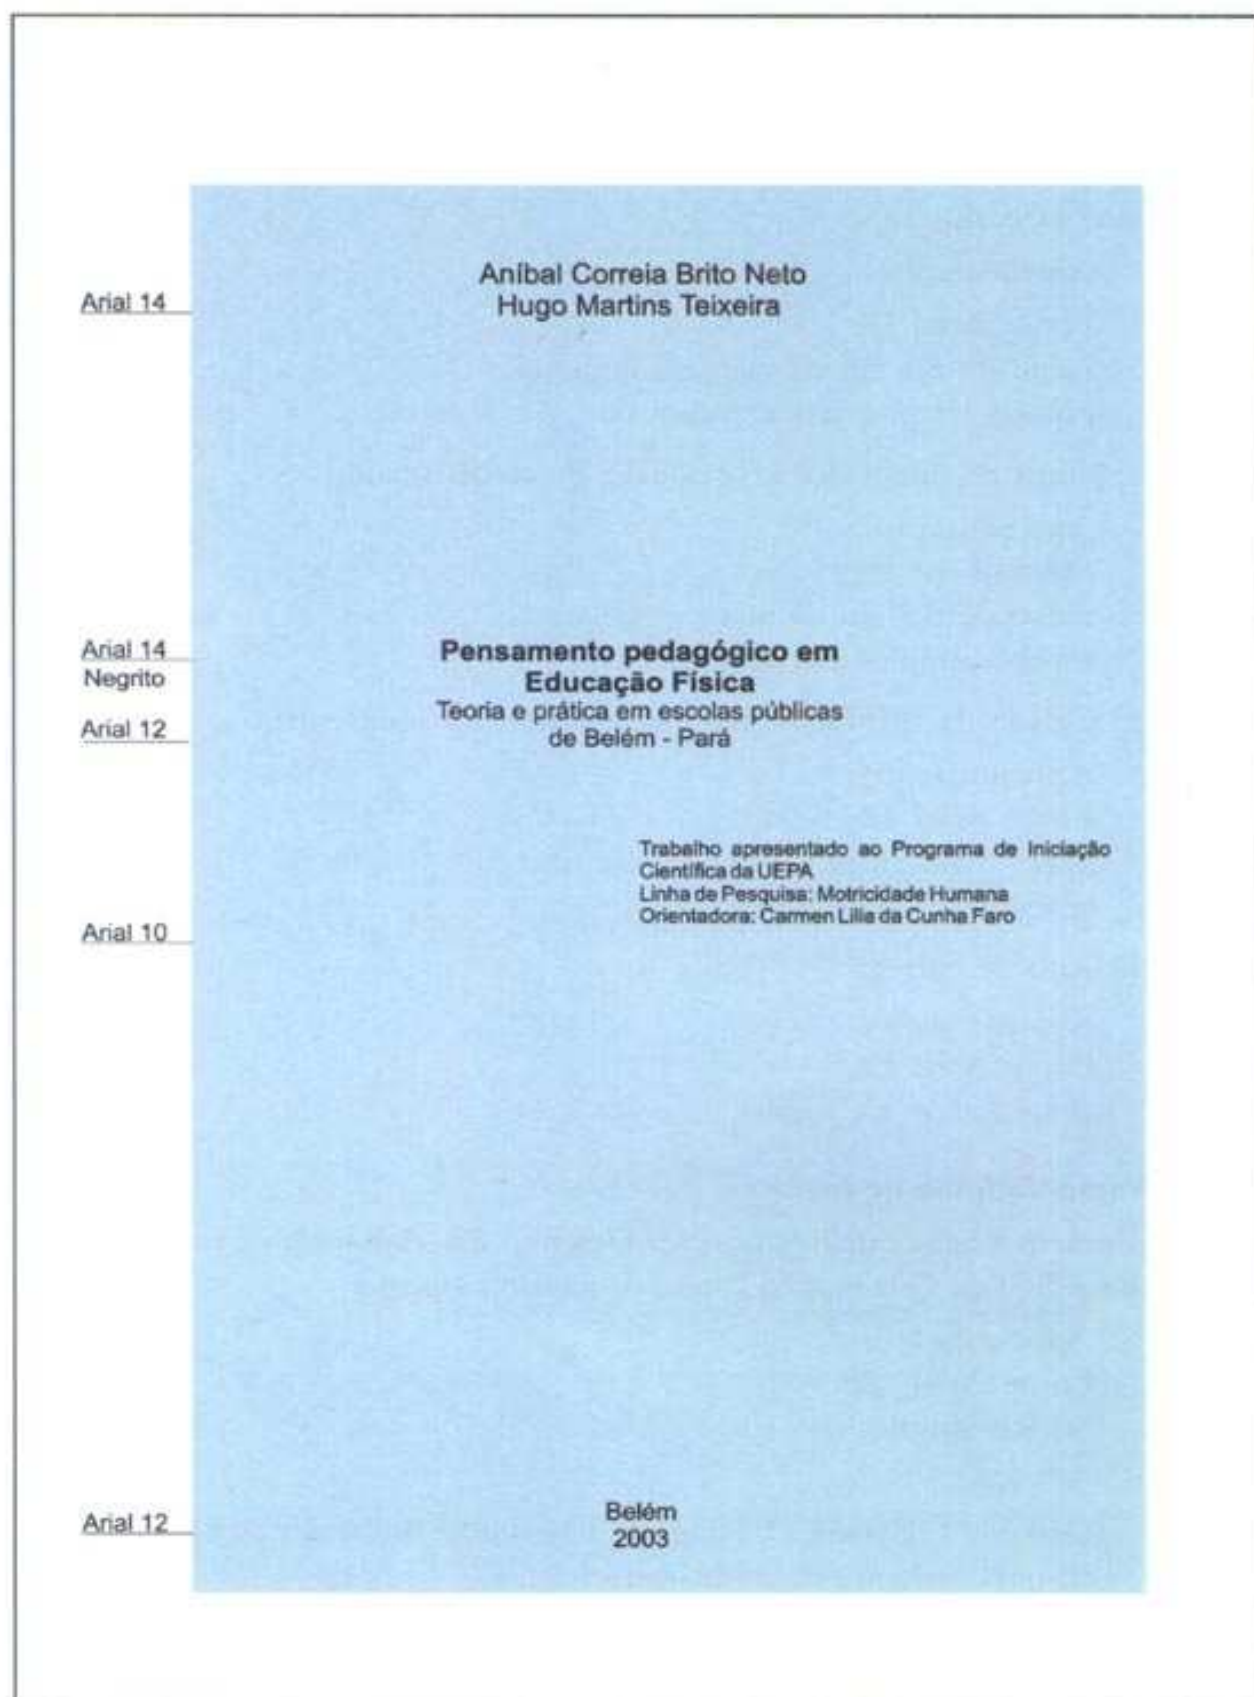 Aníbal Correia Brito Neto
Arial 14
Hugo Martins Teixeira
Arial 14
Negrito
Pensamento pedagógico em
Educação Física
Arial 12
Teoria e prática em escolas públicas
de Belém - Pará
Trabalho apresentado ao Programa de Iniciação
Científica da UEPA
Linha de Pesquisa: Motricidade Humana
Orientadora: Carmen Lilia da Cunha Faro
Arial 10
Arial 12
Belém
2003